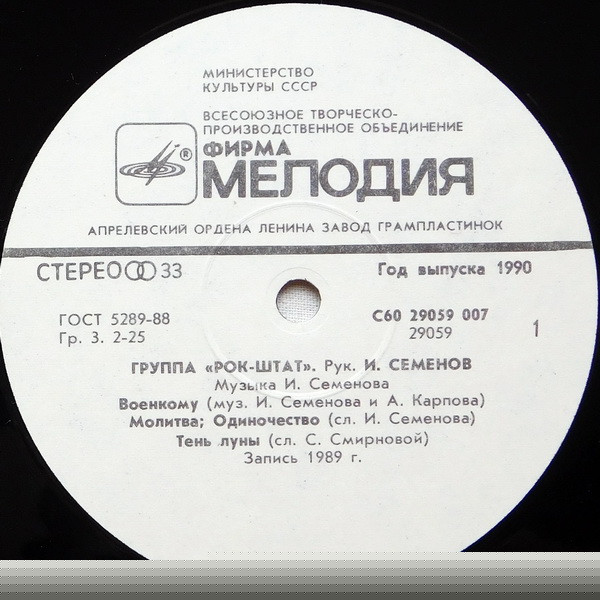 МИНИСТЕРСТВО
КУЛЬТУРЫ СССР
ВСЕСОЮЗНОЕ ТВОРЧЕСКО-
ПРОИЗВОДСТВЕННОЕ ОБЪЕДИНЕНИЕ
® ФИРМА
МЕЛОДИЯ
АПРЕЛЕВСКИЙ ОРДЕНА ЛЕНИНА ЗАВОД ГРАМПЛАСТИНОК
СТЕРЕО 33
Год выпуска 1990
ГОСТ 5289-88
Гр. 3. 2-25
С60 29059 007
29059
1
ГРУППА «РОК-ШТАТ». Рук. И. СЕМЕНОВ
Музыка И. Семенова
Военкому (муз. И. Семенова и А. Карпова)
Молитва; Одиночество (сл. И. Семенова)
Тень луны (сл. С. Смирновой)
Запись 1989 г.